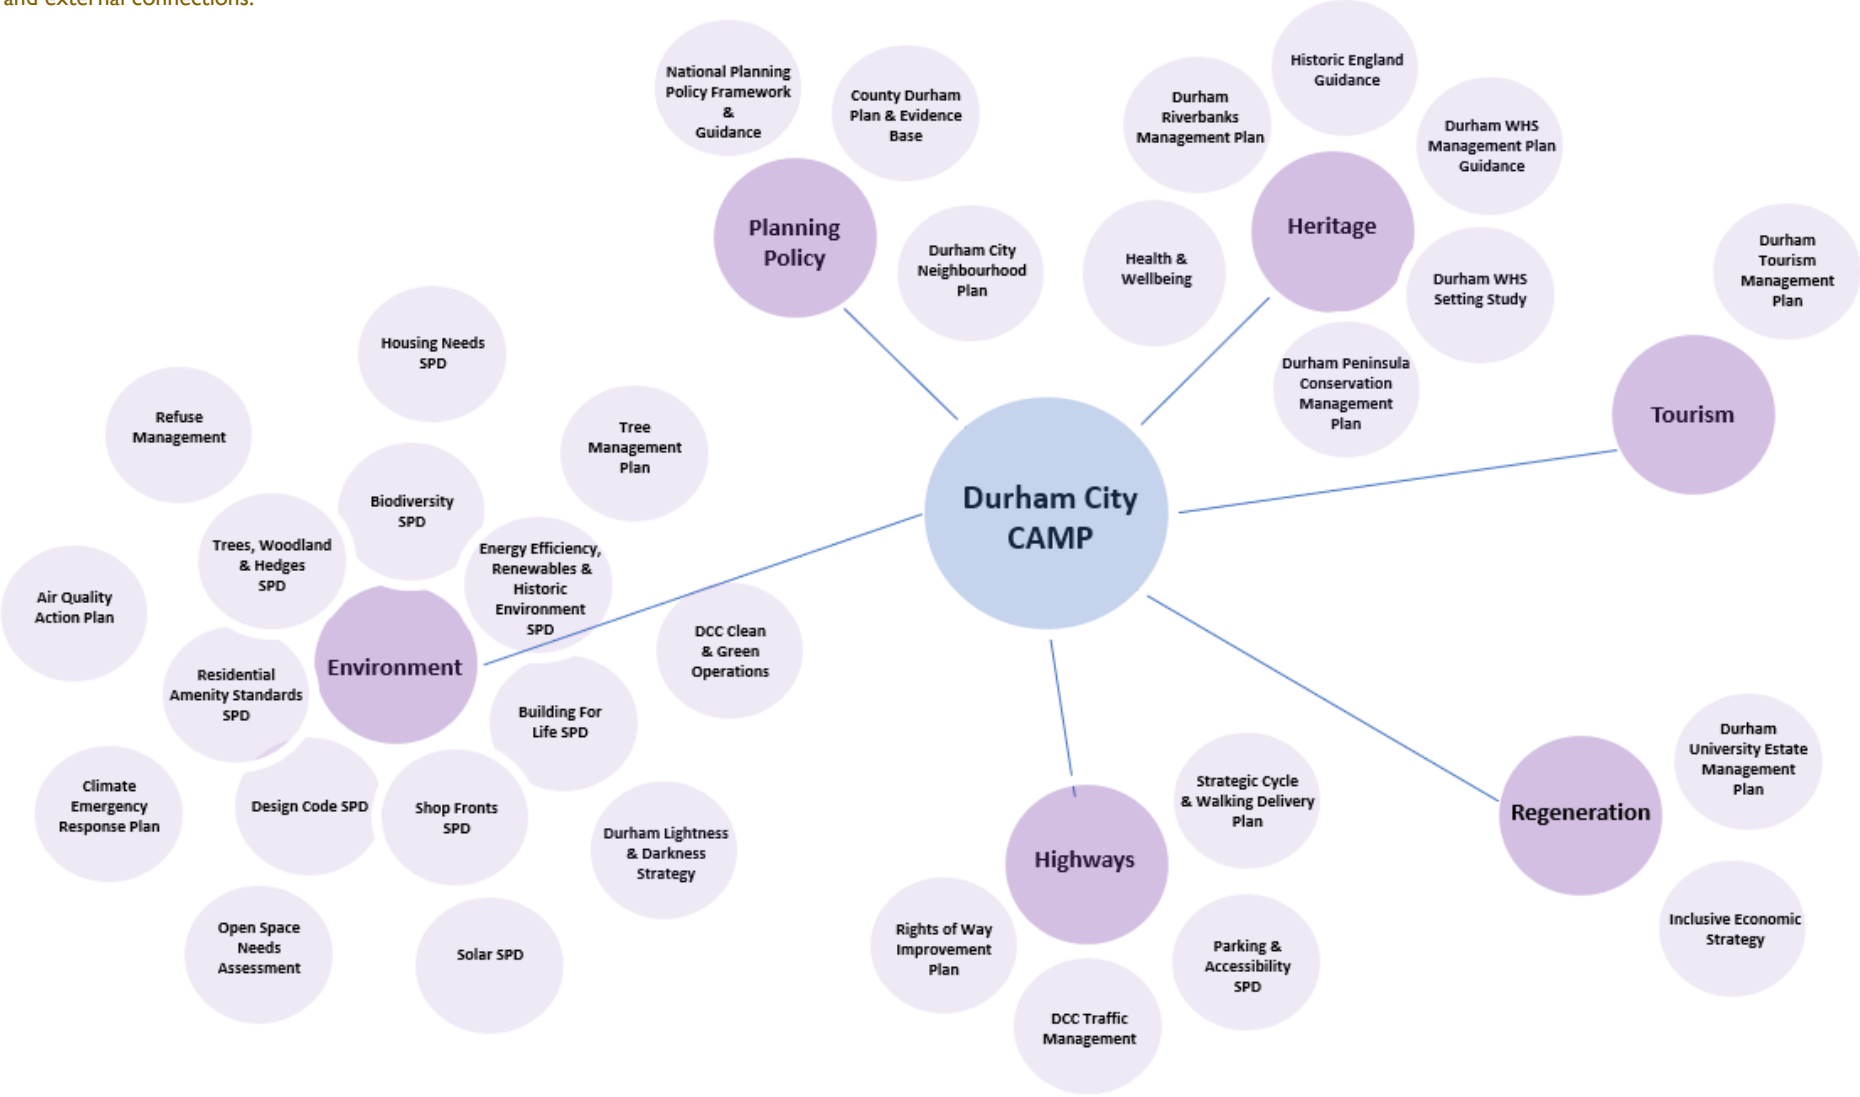 and external connections.
National Planning
Policy Framework
&
Guidance
County Durham
Plan & Evidence
Base
Planning
Policy
Durham City
Neighbourhood
Plan
Historic England
Guidance
Durham
Riverbanks
Management Plan
Durham WHS
Management Plan
Guidance
Heritage
Health &
Wellbeing
Durham WHS
Setting Study
Durham Peninsula
Conservation
Management
Plan
Durham
Tourism
Management
Plan
Tourism
Durham City
CAMP
Housing Needs
SPD
Refuse
Management
Tree
Management
Plan
Biodiversity
SPD
Trees, Woodland
& Hedges
SPD
Energy Efficiency,
Renewables &
Historic
Environment
SPD
Air Quality
Action Plan
Environment
DCC Clean
& Green
Operations
Residential
Amenity Standards
SPD
Building For
Life SPD
Climate
Emergency
Response Plan
Design Code SPD
Shop Fronts
SPD
Durham Lightness
& Darkness
Strategy
Open Space
Needs
Assessment
Solar SPD
Strategic Cycle
& Walking Delivery
Plan
Highways
Rights of Way
Improvement
Plan
Parking &
Accessibility
SPD
DCC Traffic
Management
Durham
University Estate
Management
Plan
Regeneration
Inclusive Economic
Strategy